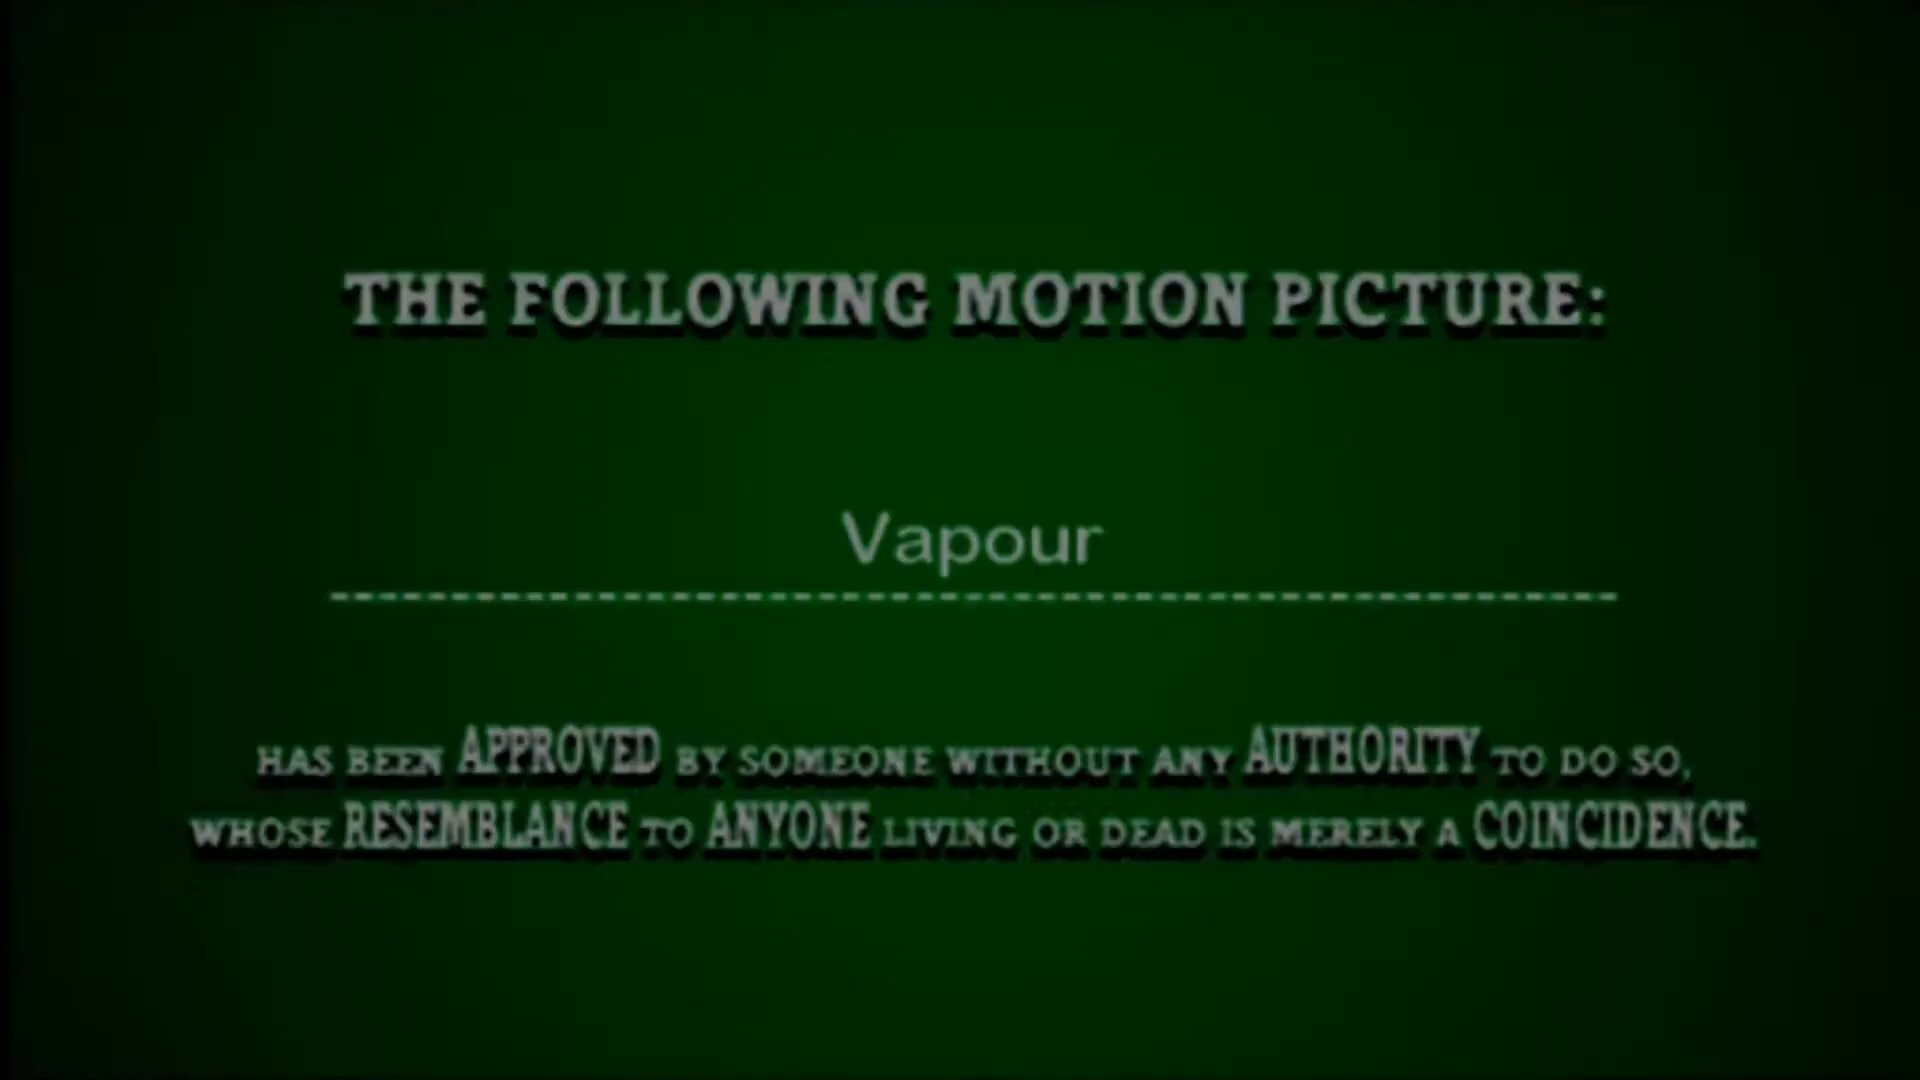 THE FOLLOWING MOTION PICTURE:
Vapour
HAS BEEN APPROVED BY SOMEONE WITHOUT ANY AUTHORITY TO DO SO,
WHOSE RESEMBLANCE TO ANYONE LIVING OR DEAD IS MERELY A COINCIDENCE.